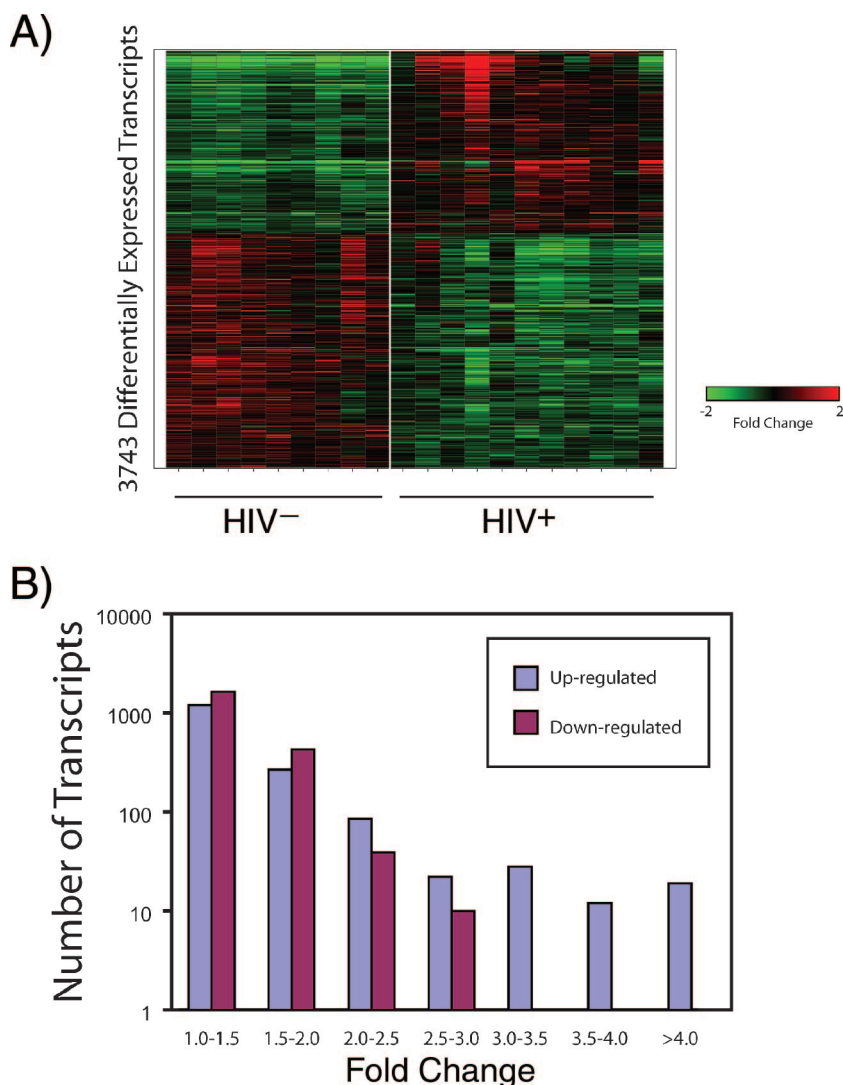 A)
3743 Differentially Expressed Transcripts
-2
2
Fold Change
HIV−
HIV+
B)
Number of Transcripts
10000
1000
100
10
1
Up-regulated
Down-regulated
1.0-1.5
1.5-2.0
2.0-2.5
2.5-3.0
3.0-3.5
3.5-4.0
>4.0
Fold Change